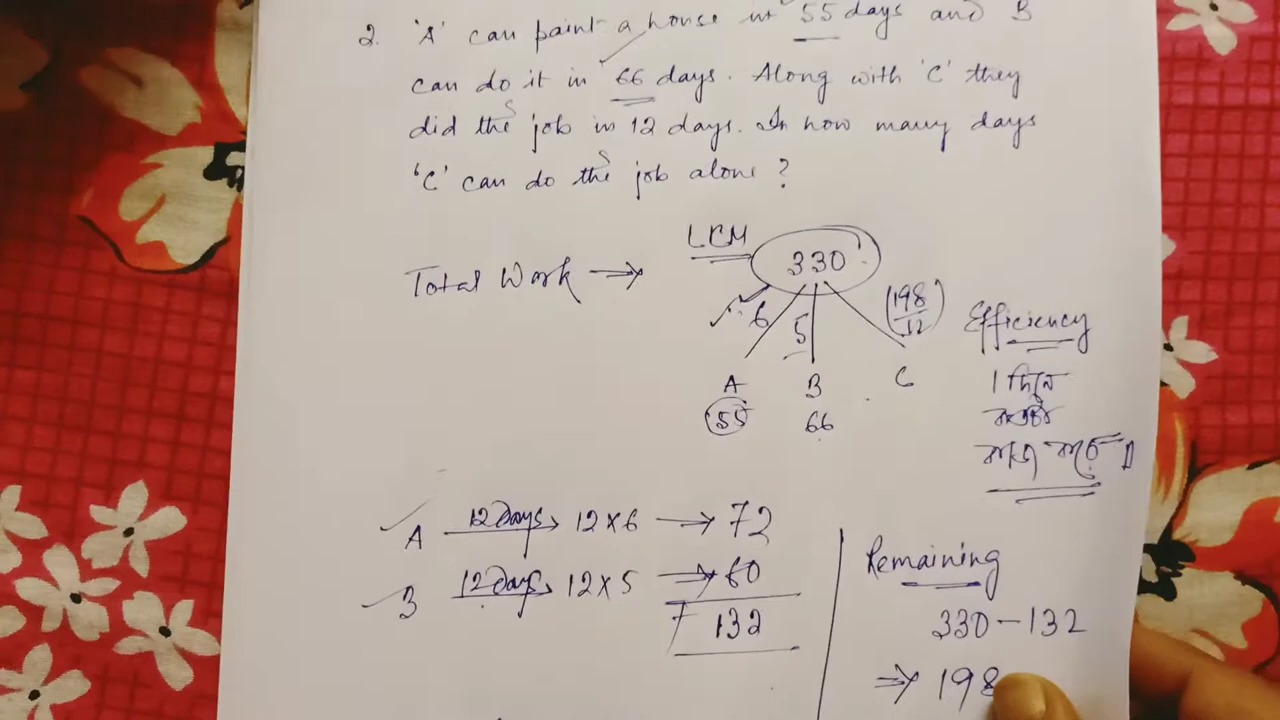 2. 'A' can paint a house in 55 days and B
can do it in 66 days. Along with 'C' they
did the job in 12 days. In how many days
'C' can do the job alone ?
LCM
Total Work → 330
6 5 (198/12)
Efficiency
A B C
55 66
1 দিনে
কতটা
কাজ করে।
A 12 Days 12×6 → 72
B 12 Days 12×5 → 60
132
Remaining
330-132
⇒ 198